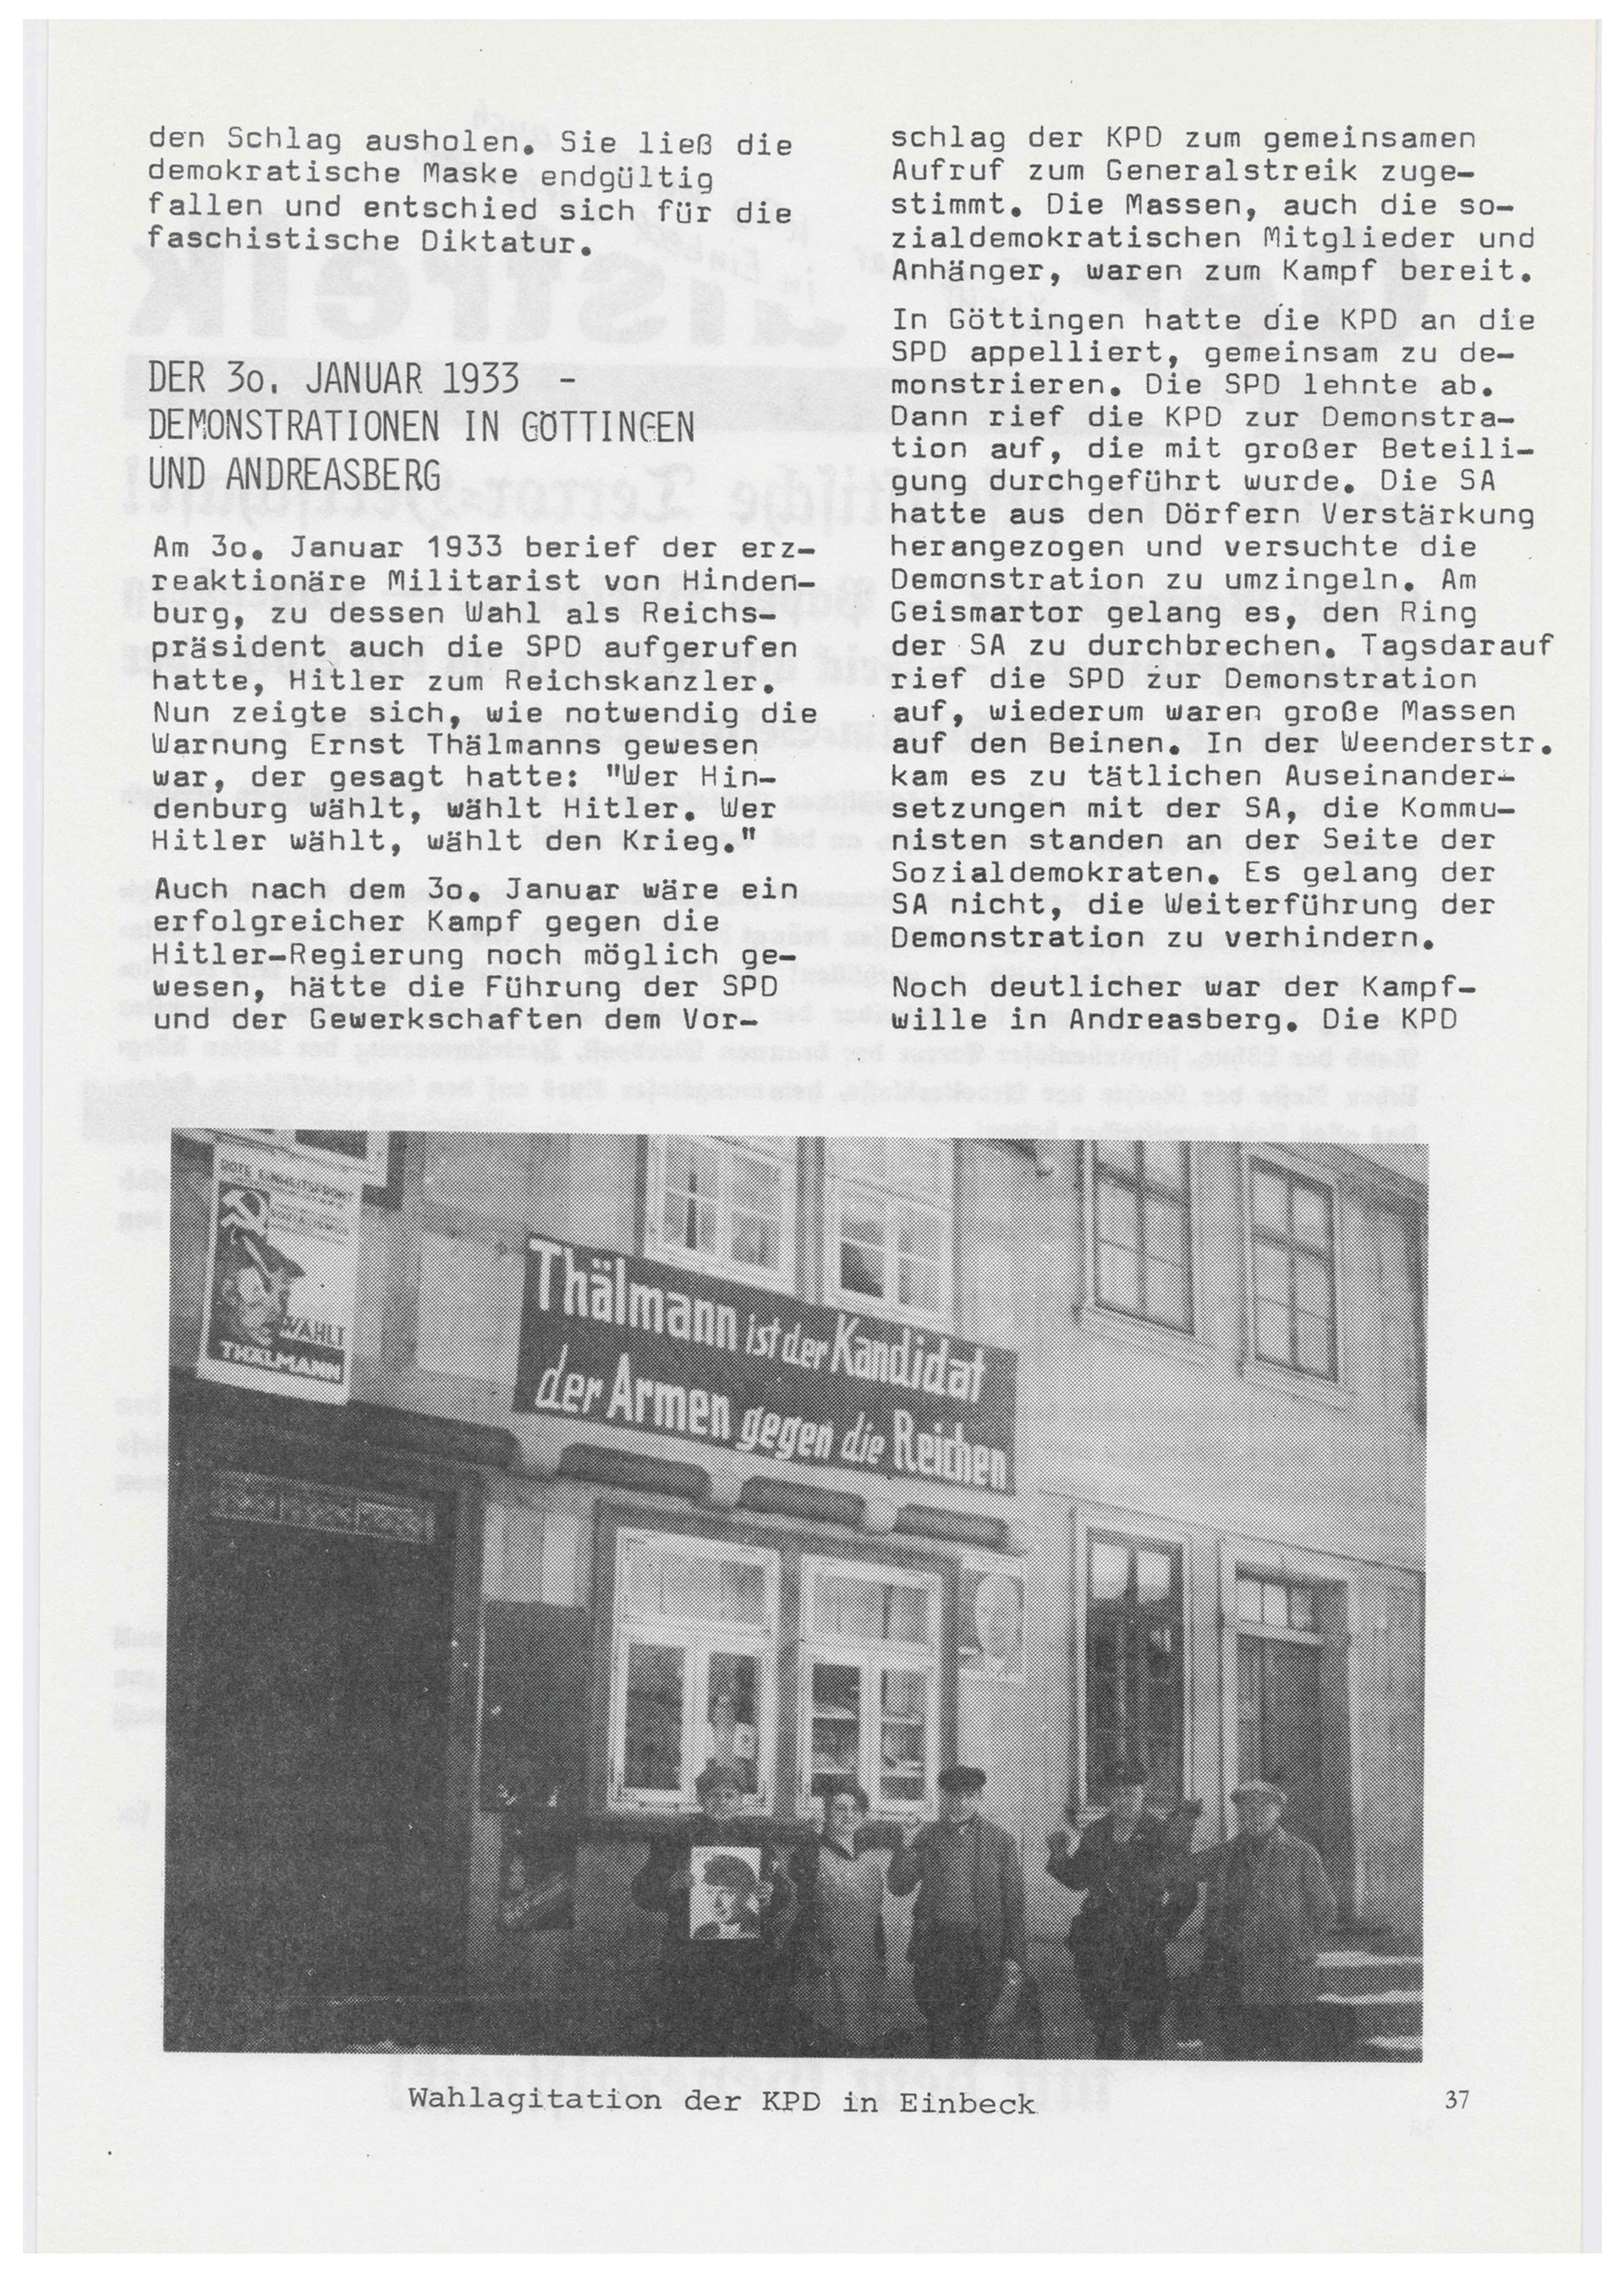 den Schlag ausholen. Sie ließ die
demokratische Maske endgültig
fallen und entschied sich für die
faschistische Diktatur.
DER 3o. JANUAR 1933 -
DEMONSTRATIONEN IN GÖTTINGEN
UND ANDREASBERG
Am 3o. Januar 1933 berief der erz-
reaktionäre Militarist von Hinden-
burg, zu dessen Wahl als Reichs-
präsident auch die SPD aufgerufen
hatte, Hitler zum Reichskanzler.
Nun zeigte sich, wie notwendig die
Warnung Ernst Thälmanns gewesen
war, der gesagt hatte: "Wer Hin-
denburg wählt, wählt Hitler. Wer
Hitler wählt, wählt den Krieg."
Auch nach dem 3o. Januar wäre ein
erfolgreicher Kampf gegen die
Hitler-Regierung noch möglich ge-
wesen, hätte die Führung der SPD
und der Gewerkschaften dem Vor-
schlag der KPD zum gemeinsamen
Aufruf zum Generalstreik zuge-
stimmt. Die Massen, auch die so-
zialdemokratischen Mitglieder und
Anhänger, waren zum Kampf bereit.
In Göttingen hatte die KPD an die
SPD appelliert, gemeinsam zu de-
monstrieren. Die SPD lehnte ab.
Dann rief die KPD zur Demonstra-
tion auf, die mit großer Beteili-
gung durchgeführt wurde. Die SA
hatte aus den Dörfern Verstärkung
herangezogen und versuchte die
Demonstration zu umzingeln. Am
Geismartor gelang es, den Ring
der SA zu durchbrechen. Tagsdarauf
rief die SPD zur Demonstration
auf, wiederum waren große Massen
auf den Beinen. In der Weenderstr.
kam es zu tätlichen Auseinander-
setzungen mit der SA, die Kommu-
nisten standen an der Seite der
Sozialdemokraten. Es gelang der
SA nicht, die Weiterführung der
Demonstration zu verhindern.
Noch deutlicher war der Kampf-
wille in Andreasberg. Die KPD
ROTE EINHEITSFRONT
SOZIALISMUS
WÄHLT
THÄLMANN
Thälmann ist der Kandidat
der Armen gegen die Reichen
Wahlagitation der KPD in Einbeck
37